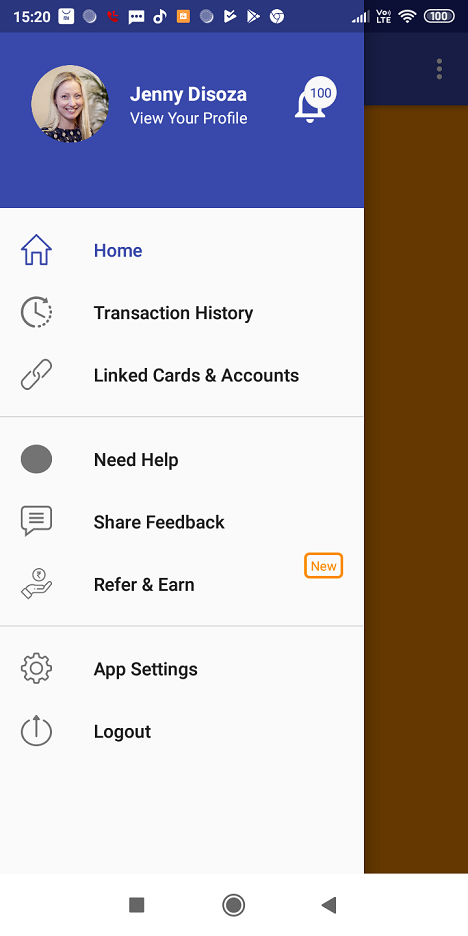 15:20 Vo) LTE 100
Jenny Disoza
View Your Profile
100
Home
Transaction History
Linked Cards & Accounts
Need Help
Share Feedback
New
Refer & Earn
App Settings
Logout